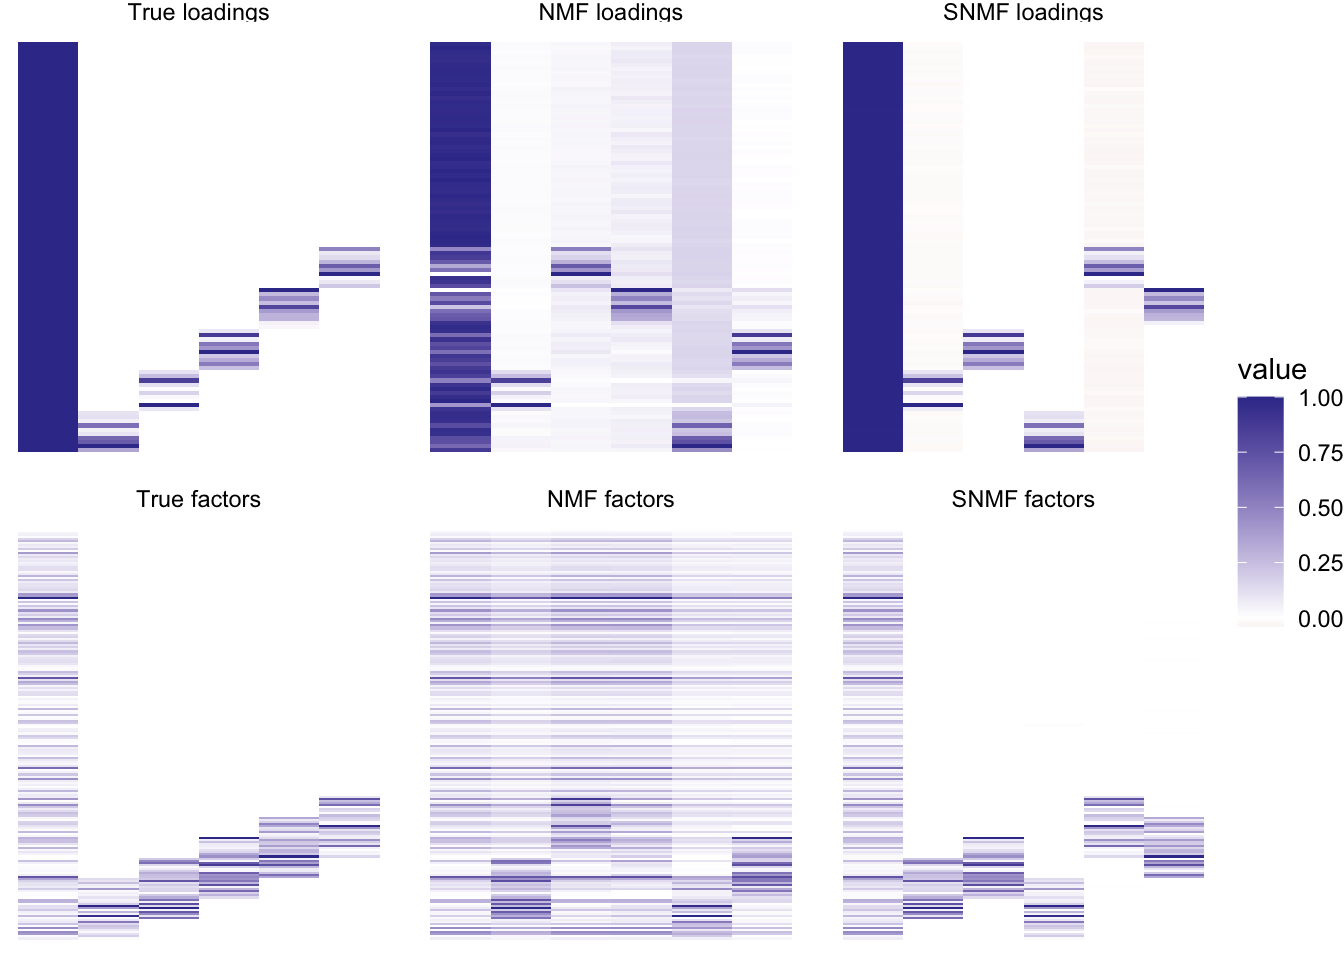 True loadings
NMF loadings
SNMF loadings
value
1.00
0.75
0.50
0.25
0.00
True factors
NMF factors
SNMF factors